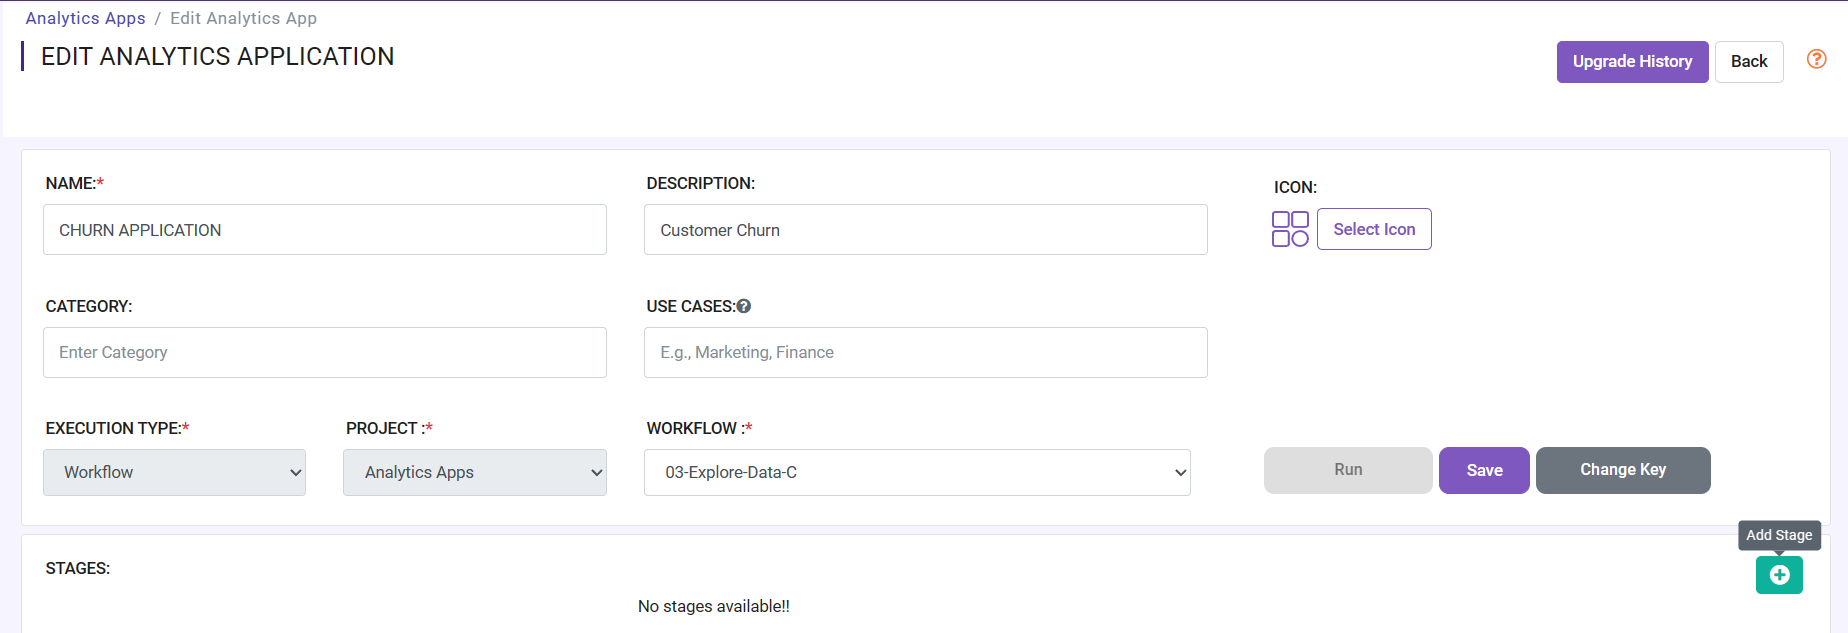 Analytics Apps / Edit Analytics App
EDIT ANALYTICS APPLICATION
Upgrade History
Back
?
NAME:*
DESCRIPTION:
ICON:
CHURN APPLICATION
Customer Churn
Select Icon
CATEGORY:
USE CASES:?
Enter Category
E.g., Marketing, Finance
EXECUTION TYPE:*
PROJECT :*
WORKFLOW :*
Workflow
Analytics Apps
03-Explore-Data-C
Run
Save
Change Key
Add Stage
STAGES:
No stages available!!